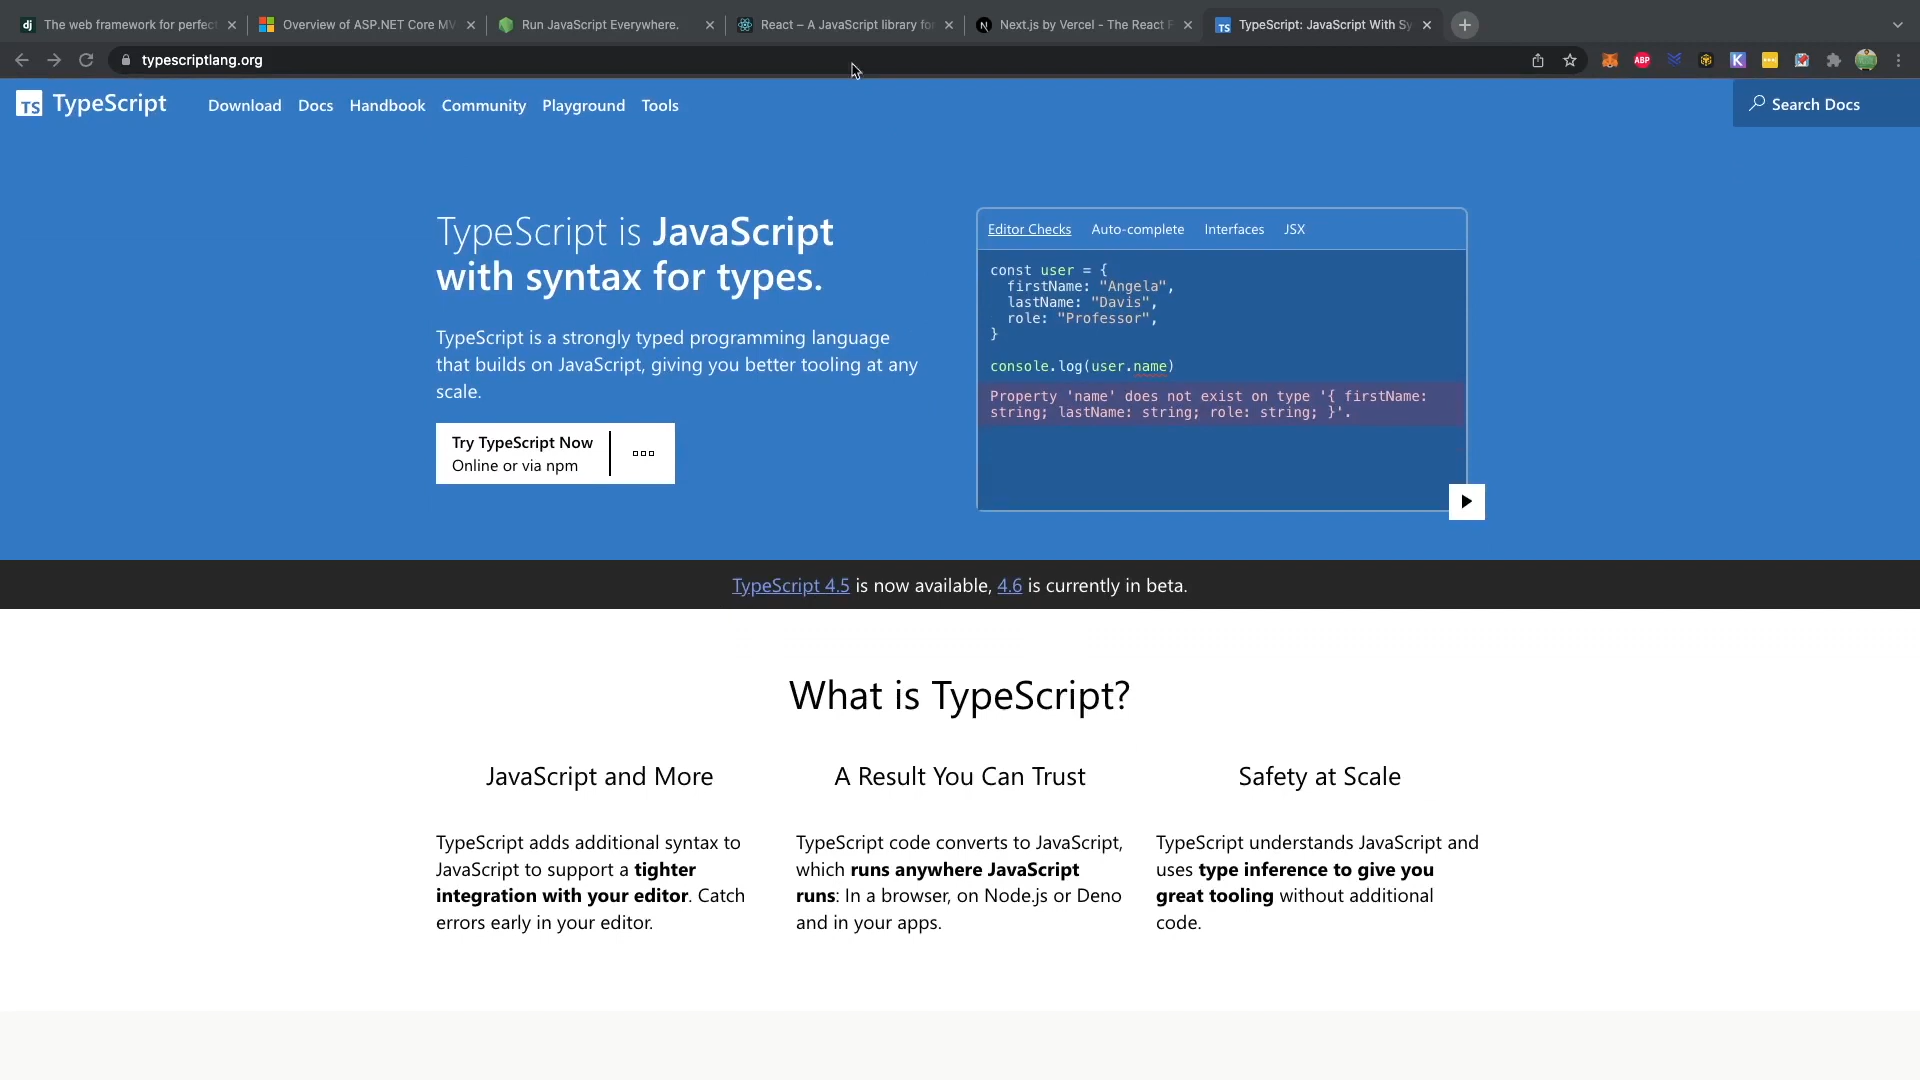 dj The web framework for perfect
Overview of ASP.NET Core MV
Run JavaScript Everywhere.
React – A JavaScript library for
N Next.js by Vercel - The React F
TS TypeScript: JavaScript With Sy
typescriptlang.org
ABP
K
TS TypeScript
Download Docs Handbook Community Playground Tools
Search Docs
TypeScript is JavaScript
with syntax for types.
TypeScript is a strongly typed programming language
that builds on JavaScript, giving you better tooling at any
scale.
Try TypeScript Now
Online or via npm
Editor Checks Auto-complete Interfaces JSX
const user = {
firstName: "Angela",
lastName: "Davis",
role: "Professor",
}
console.log(user.name)
Property 'name' does not exist on type '{ firstName:
string; lastName: string; role: string; }'.
TypeScript 4.5 is now available, 4.6 is currently in beta.
What is TypeScript?
JavaScript and More
TypeScript adds additional syntax to
JavaScript to support a tighter
integration with your editor. Catch
errors early in your editor.
A Result You Can Trust
TypeScript code converts to JavaScript,
which runs anywhere JavaScript
runs: In a browser, on Node.js or Deno
and in your apps.
Safety at Scale
TypeScript understands JavaScript and
uses type inference to give you
great tooling without additional
code.